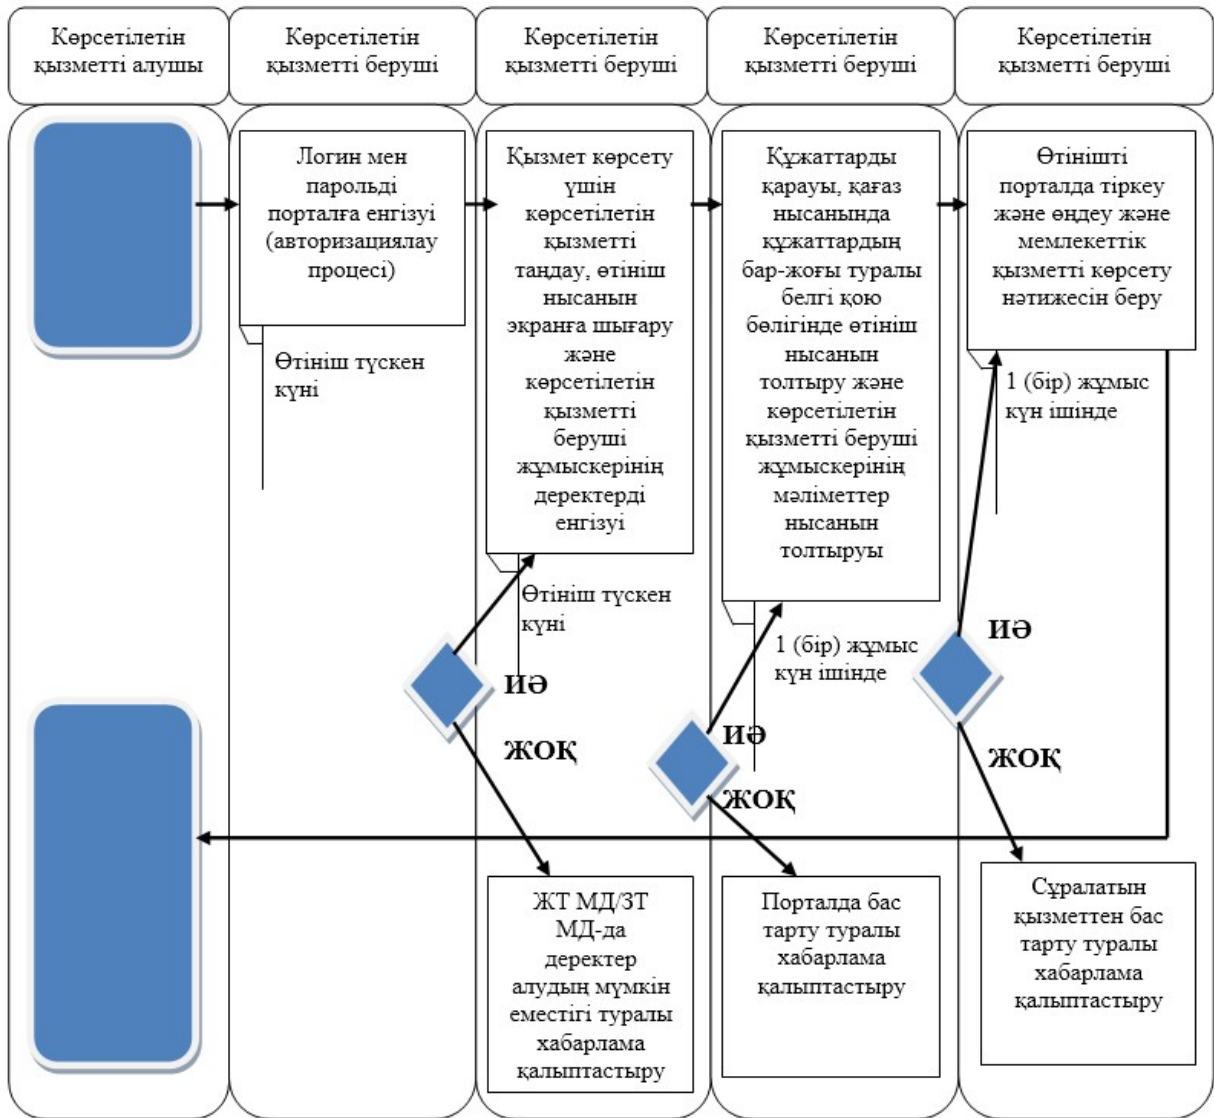 Көрсетілетін
қызметті алушы
Көрсетілетін
қызметті беруші
Көрсетілетін
қызметті беруші
Көрсетілетін
қызметті беруші
Көрсетілетін
қызметті беруші
Логин мен
парольді
порталға енгізуі
(авторизациялау
процесі)
Өтініш түскен
күні
Қызмет көрсету
үшін
көрсетілетін
қызметті
таңдау, өтініш
нысанын
экранға шығару
және
көрсетілетін
қызметті
беруші
жұмыскерінің
деректерді
енгізуі
Өтініш түскен
күні
Құжаттарды
қарауы, қағаз
нысанында
құжаттардың
бар-жоғы туралы
белгі қою
бөлігінде өтініш
нысанын
толтыру және
көрсетілетін
қызметті беруші
жұмыскерінің
мәліметтер
нысанын
толтыруы
1 (бір) жұмыс
күн ішінде
Өтінішті
порталда тіркеу
және өңдеу және
мемлекеттік
қызметті көрсету
нәтижесін беру
1 (бір) жұмыс
күн ішінде
ИӘ
ЖОҚ
ИӘ
ЖОҚ
ИӘ
ЖОҚ
ЖТ МД/ЗТ
МД-да
деректер
алудың мүмкін
еместігі туралы
хабарлама
қалыптастыру
Порталда бас
тарту туралы
хабарлама
қалыптастыру
Сұралатын
қызметтен бас
тарту туралы
хабарлама
қалыптастыру